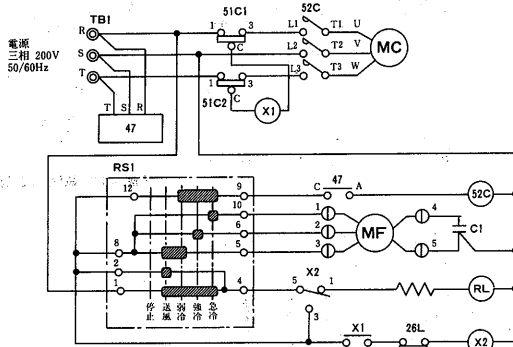 TB1
51C1
52C
電源
三相 200V
50/60Hz
R
S
T
1
3
C
L1
T1
U
L2
T2
V
L3
T3
W
MC
1
3
C
51C2
X1
T
S
R
47
RS1
12
9
10
8
6
5
2
1
4
停止
送風
弱冷
強冷
急冷
47
C
A
52C
1
2
3
MF
4
5
C1
X2
5
1
3
RL
X1
26L
X2